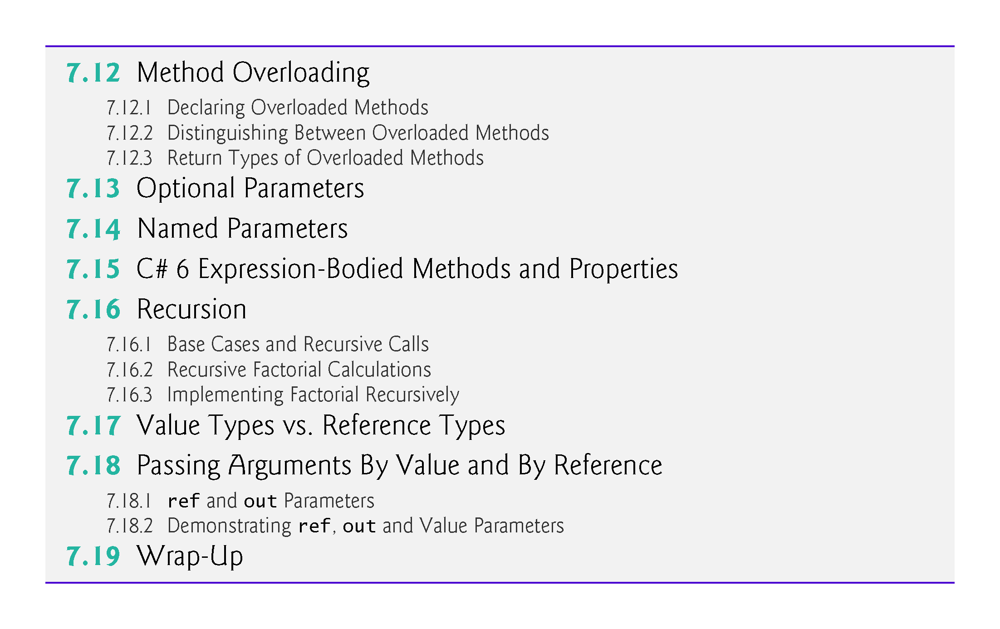 7.12 Method Overloading
7.12.1 Declaring Overloaded Methods
7.12.2 Distinguishing Between Overloaded Methods
7.12.3 Return Types of Overloaded Methods
7.13 Optional Parameters
7.14 Named Parameters
7.15 C# 6 Expression-Bodied Methods and Properties
7.16 Recursion
7.16.1 Base Cases and Recursive Calls
7.16.2 Recursive Factorial Calculations
7.16.3 Implementing Factorial Recursively
7.17 Value Types vs. Reference Types
7.18 Passing Arguments By Value and By Reference
7.18.1 ref and out Parameters
7.18.2 Demonstrating ref, out and Value Parameters
7.19 Wrap-Up